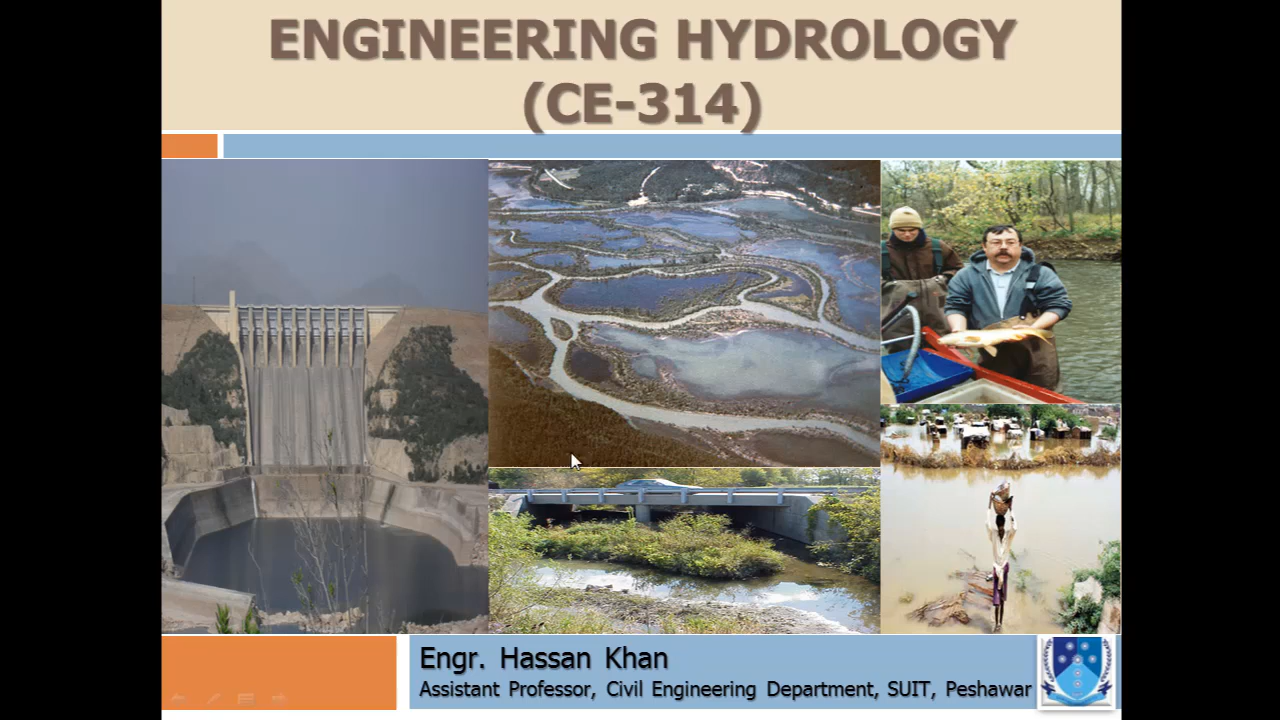 ENGINEERING HYDROLOGY
(CE-314)
Engr. Hassan Khan
Assistant Professor, Civil Engineering Department, SUIT, Peshawar